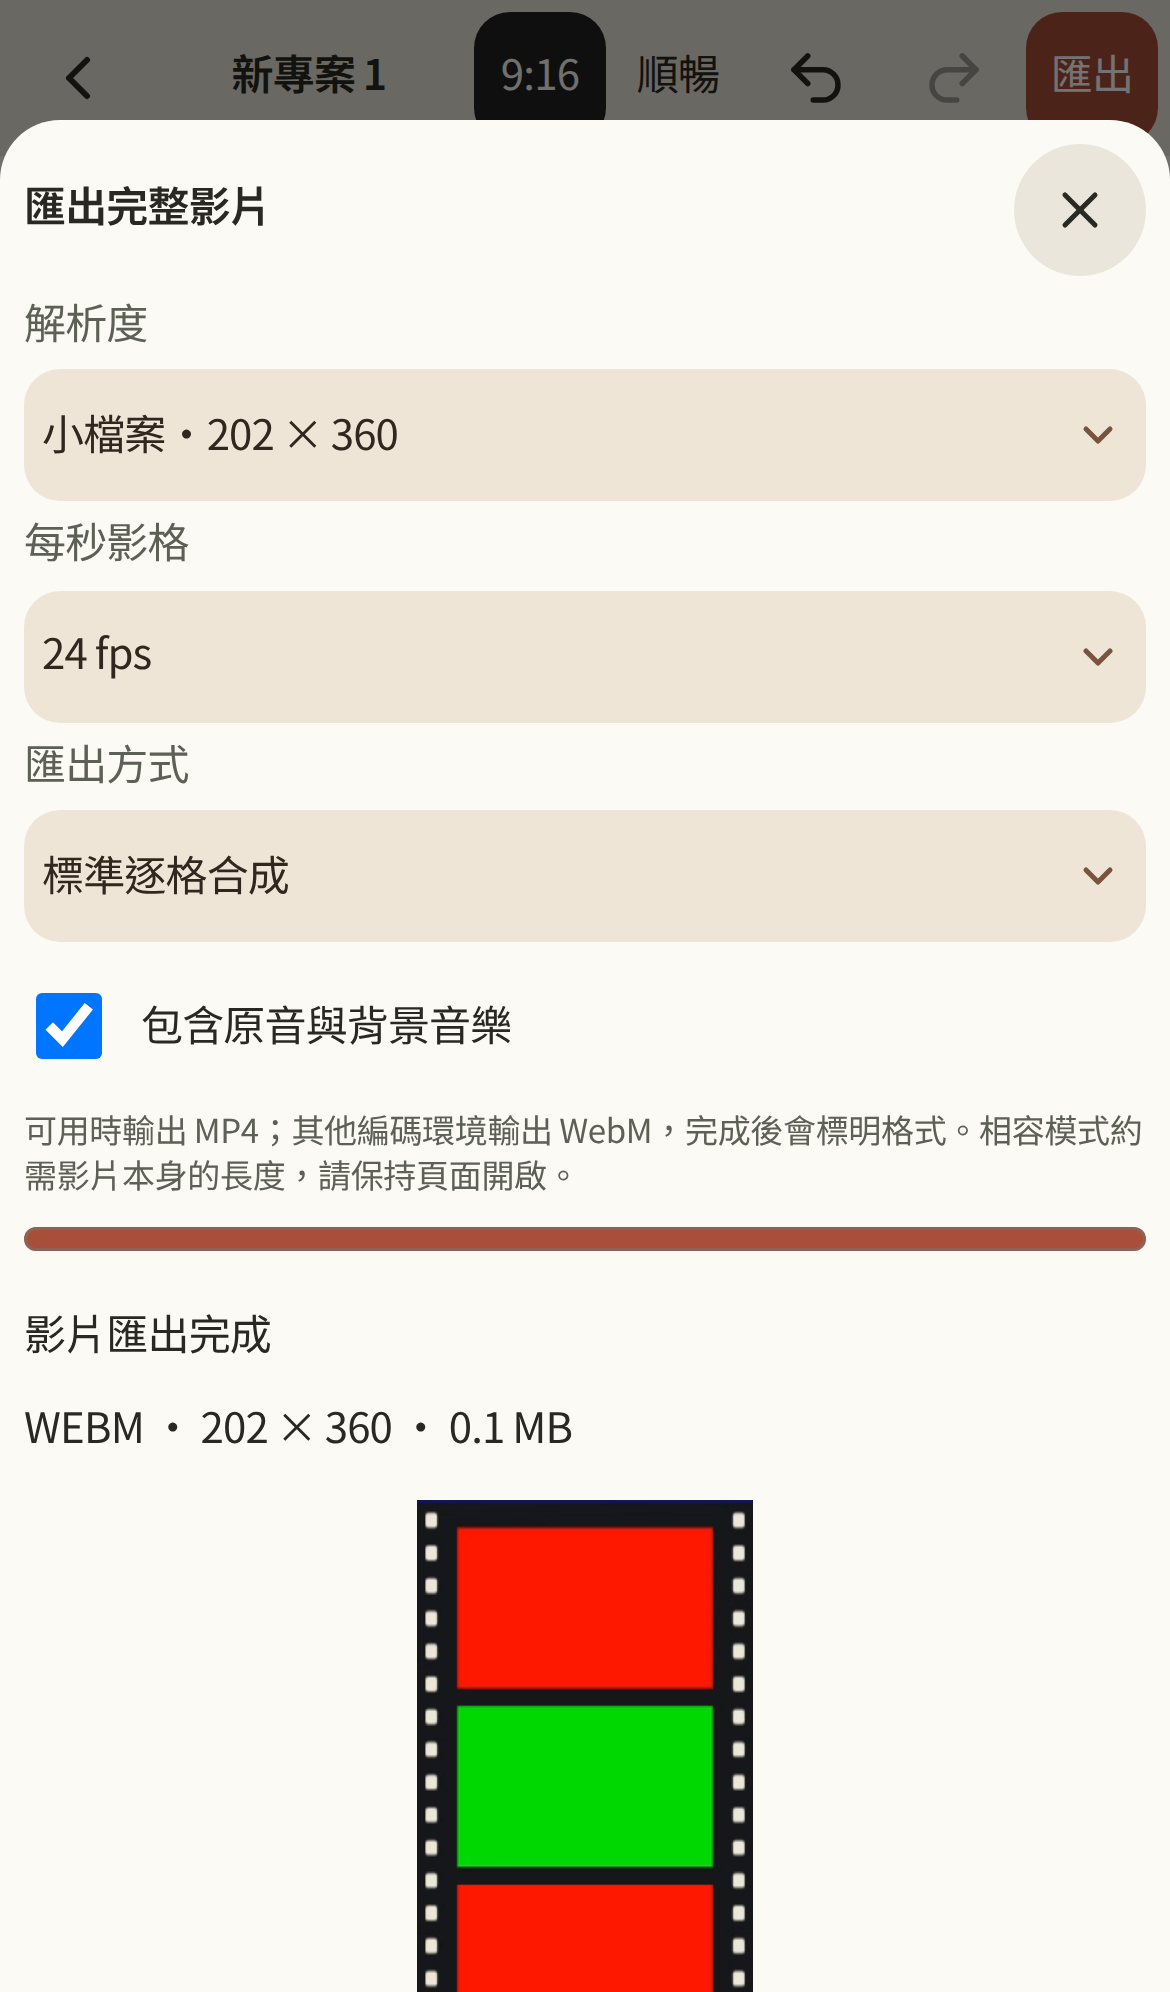 新專案 1
9:16
順暢
匯出
匯出完整影片
解析度
小檔案・202 × 360
每秒影格
24 fps
匯出方式
標準逐格合成
包含原音與背景音樂
可用時輸出 MP4；其他編碼環境輸出 WebM，完成後會標明格式。相容模式約
需影片本身的長度，請保持頁面開啟。
影片匯出完成
WEBM ・ 202 × 360 ・ 0.1 MB